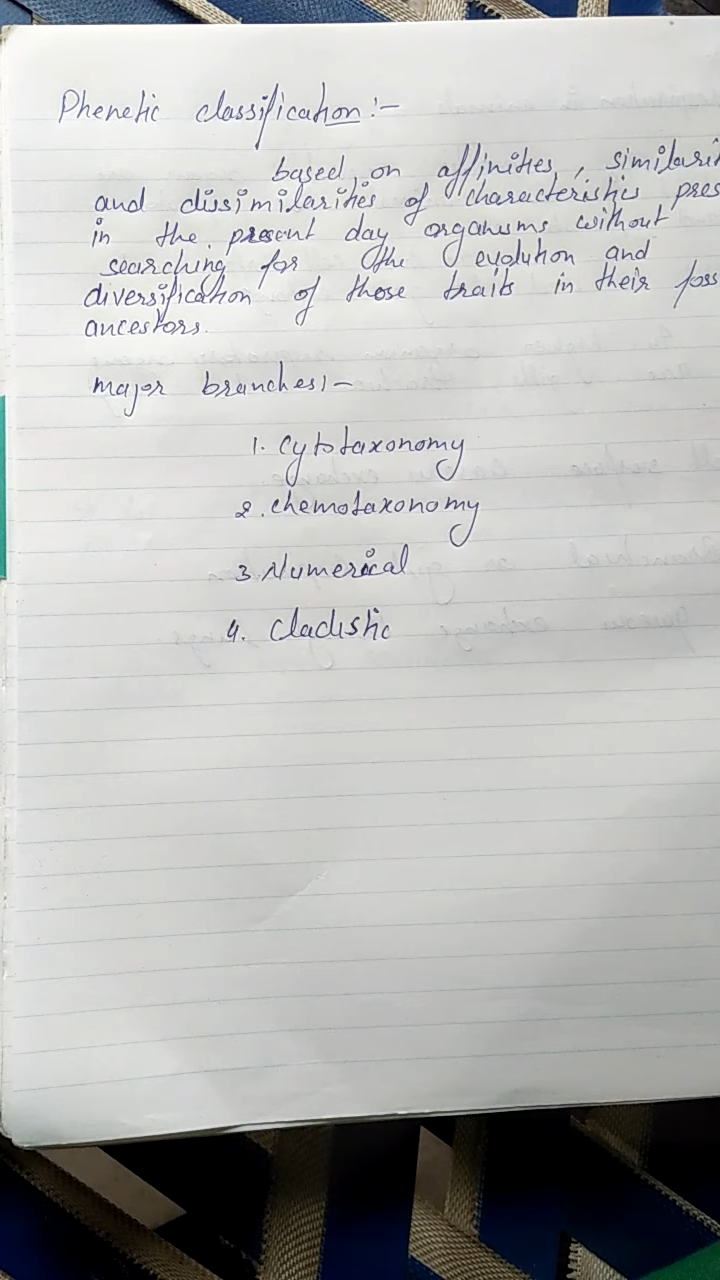 Phenetic classification :-
based on affinities, similarit
and dissimilarities of characteristics pres
in the present day organisms without
searching for the evolution and
diversification of those traits in their foss
ancestors.
major branches :-
1. Cytotaxonomy
2. chemotaxonomy
3. Numerical
4. Cladistic